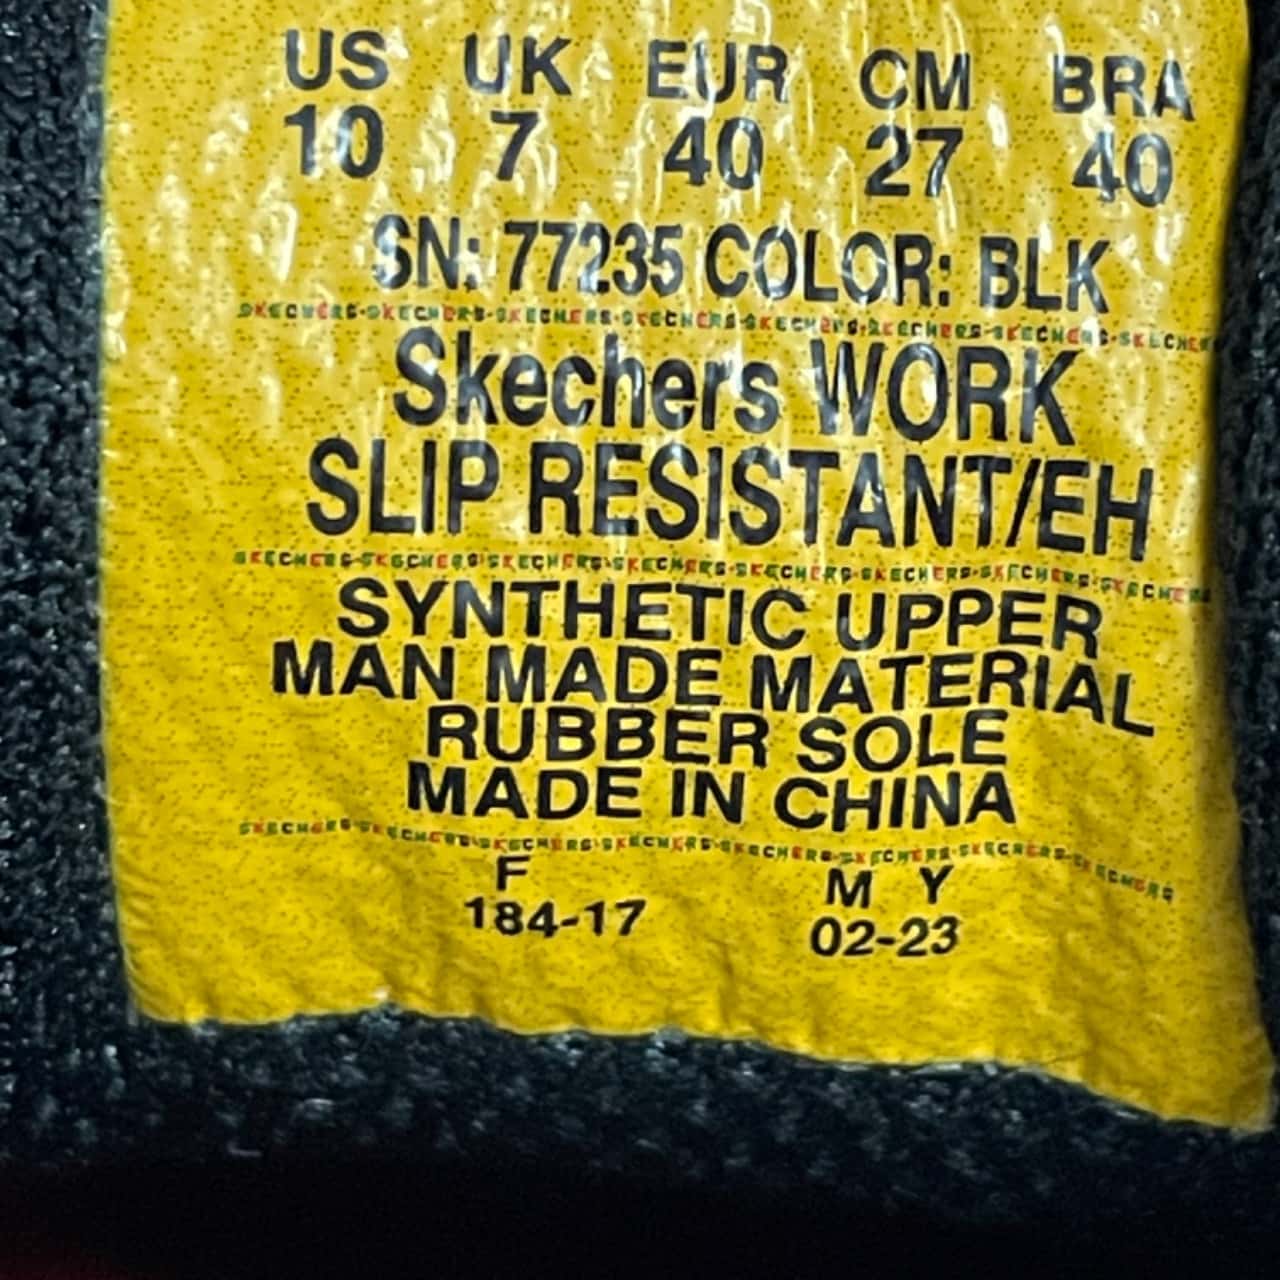 US UK EUR CM BRA
10 7 40 27 40
SN: 77235 COLOR: BLK
SKECHERS·SKECHERS·SKECHERS·SKECHERS·SKECHERS·SKECHERS·SKECHERS·SKECHERS
Skechers WORK
SLIP RESISTANT/EH
SKECHERS·SKECHERS·SKECHERS·SKECHERS·SKECHERS·SKECHERS·SKECHERS·SKECHERS
SYNTHETIC UPPER
MAN MADE MATERIAL
RUBBER SOLE
MADE IN CHINA
SKECHERS·SKECHERS·SKECHERS·SKECHERS·SKECHERS·SKECHERS·SKECHERS·SKECHERS
F M Y
184-17 02-23